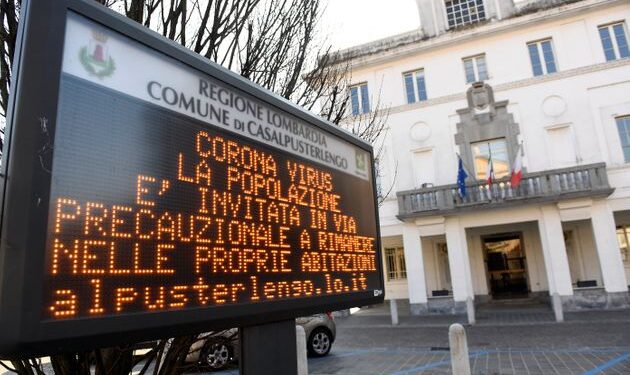 REGIONE LOMBARDIA
COMUNE DI CASALPUSTERLENGO
CORONA VIRUS
LA POPOLAZIONE
E' INVITATA IN VIA
PRECAUZIONALE A RIMANERE
NELLE PROPRIE ABITAZIONI
alpusterlengo.lo.it